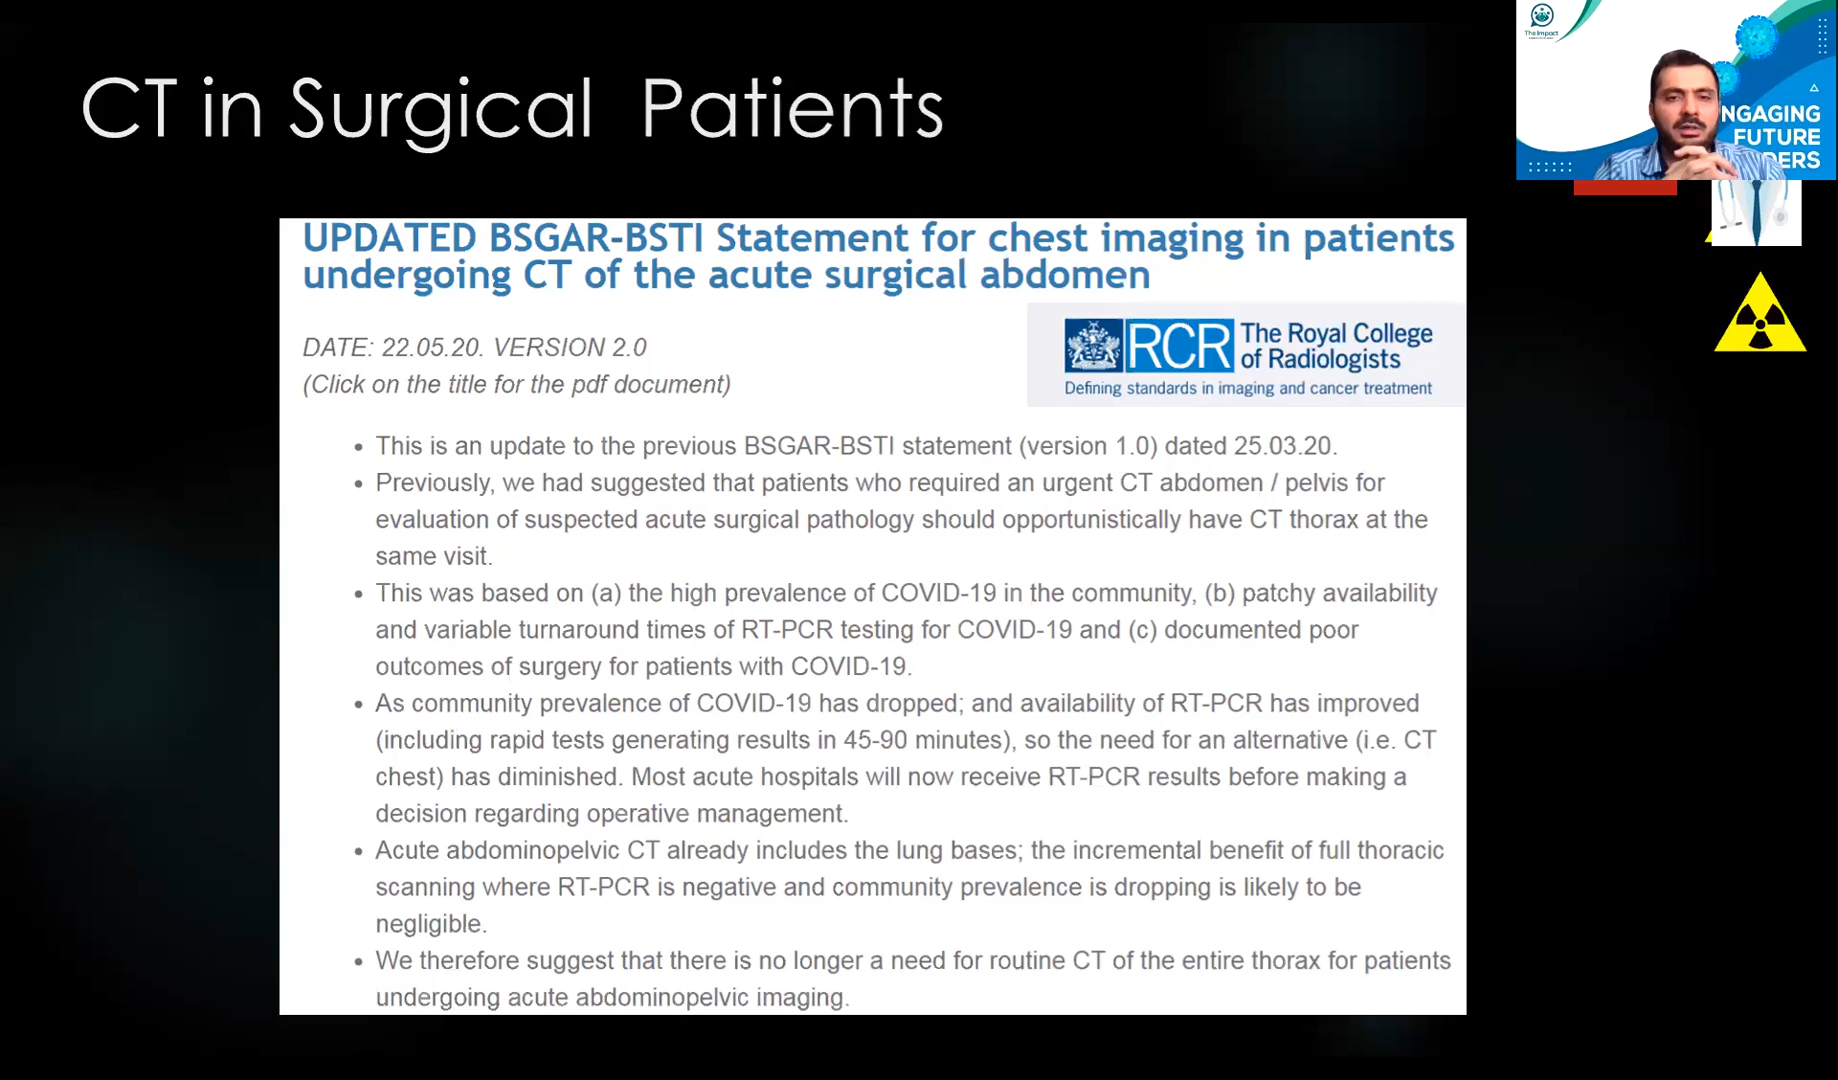 CT in Surgical Patients
The Impact
NGAGING
FUTURE
DERS
UPDATED BSGAR-BSTI Statement for chest imaging in patients
undergoing CT of the acute surgical abdomen
DATE: 22.05.20. VERSION 2.0
(Click on the title for the pdf document)
RCR The Royal College
of Radiologists
Defining standards in imaging and cancer treatment
• This is an update to the previous BSGAR-BSTI statement (version 1.0) dated 25.03.20.
• Previously, we had suggested that patients who required an urgent CT abdomen / pelvis for
evaluation of suspected acute surgical pathology should opportunistically have CT thorax at the
same visit.
• This was based on (a) the high prevalence of COVID-19 in the community, (b) patchy availability
and variable turnaround times of RT-PCR testing for COVID-19 and (c) documented poor
outcomes of surgery for patients with COVID-19.
• As community prevalence of COVID-19 has dropped; and availability of RT-PCR has improved
(including rapid tests generating results in 45-90 minutes), so the need for an alternative (i.e. CT
chest) has diminished. Most acute hospitals will now receive RT-PCR results before making a
decision regarding operative management.
• Acute abdominopelvic CT already includes the lung bases; the incremental benefit of full thoracic
scanning where RT-PCR is negative and community prevalence is dropping is likely to be
negligible.
• We therefore suggest that there is no longer a need for routine CT of the entire thorax for patients
undergoing acute abdominopelvic imaging.